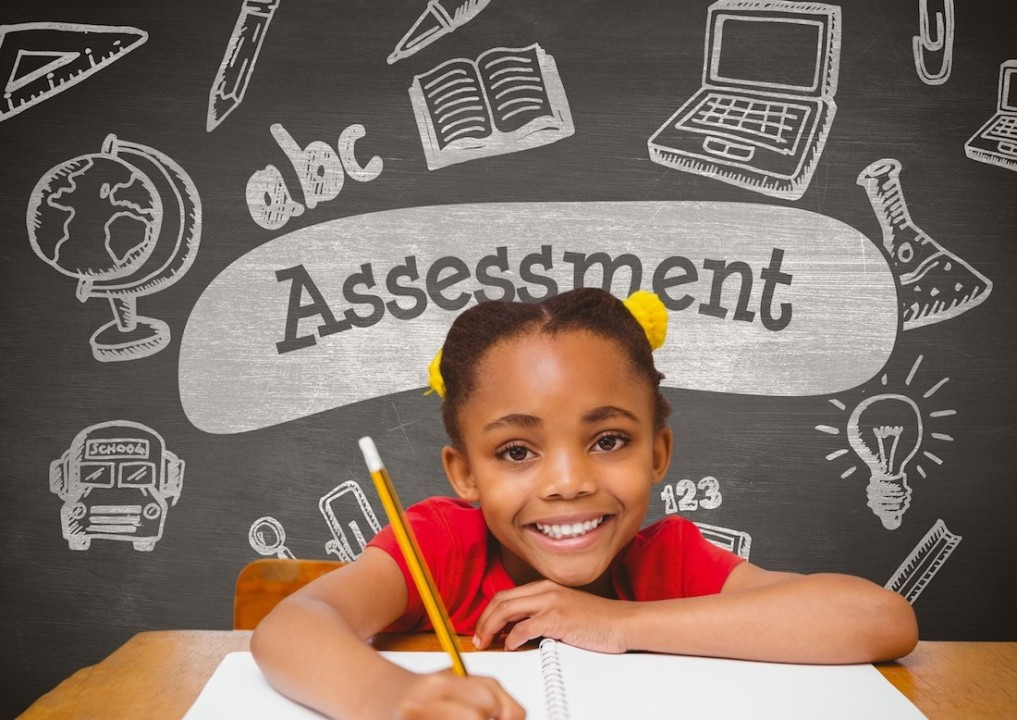 abc
Assessment
SCHOOL
123